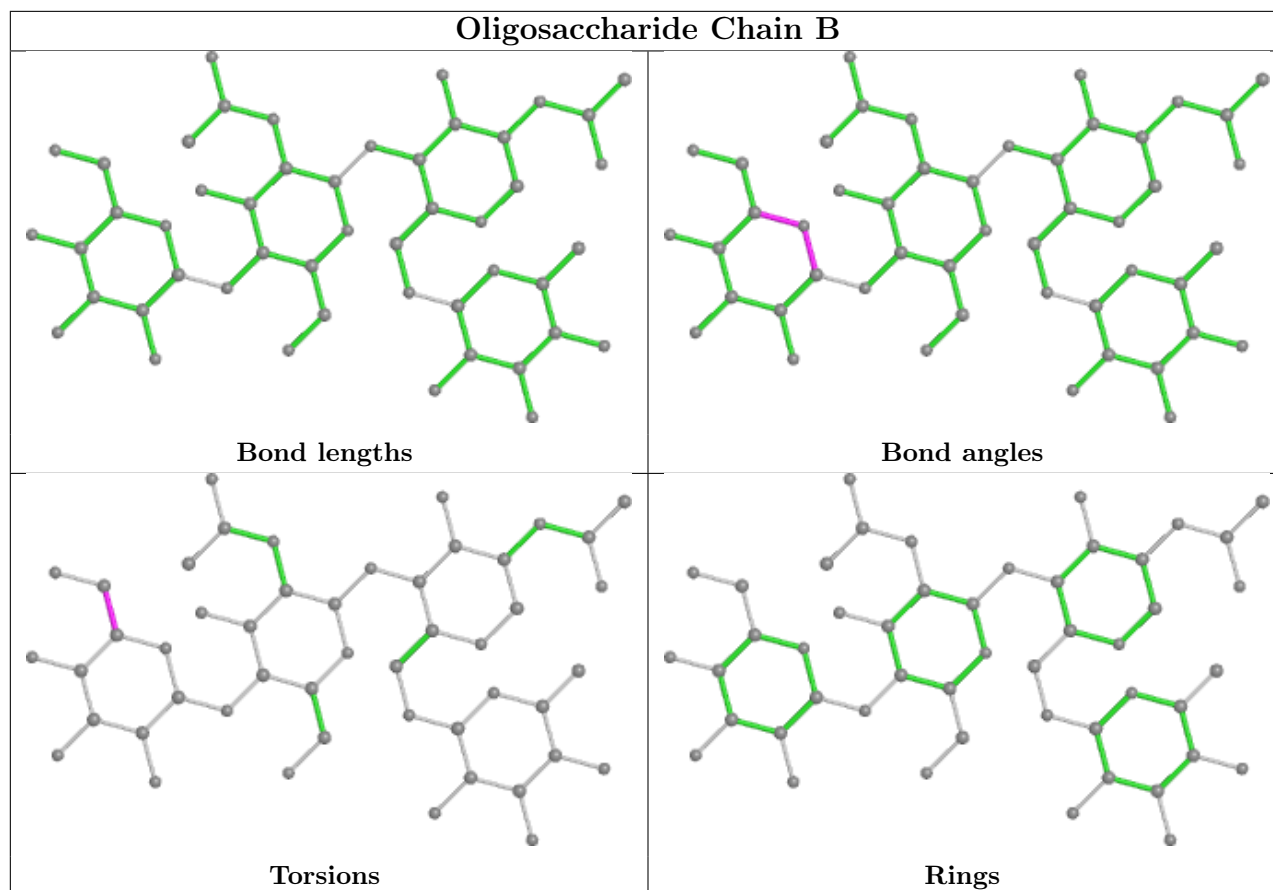 Oligosaccharide Chain B
Bond lengths
Bond angles
Torsions
Rings